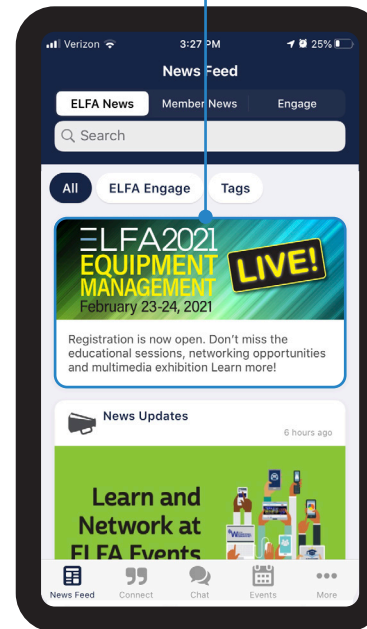 Verizon 3:27 PM 25%
News Feed
ELFA News Member News Engage
Search
All ELFA Engage Tags
ELFA2021
EQUIPMENT
MANAGEMENT
LIVE!
February 23-24, 2021
Registration is now open. Don't miss the
educational sessions, networking opportunities
and multimedia exhibition Learn more!
News Updates
6 hours ago
Learn and
Network at
ELFA Events
News Feed Connect Chat Events More